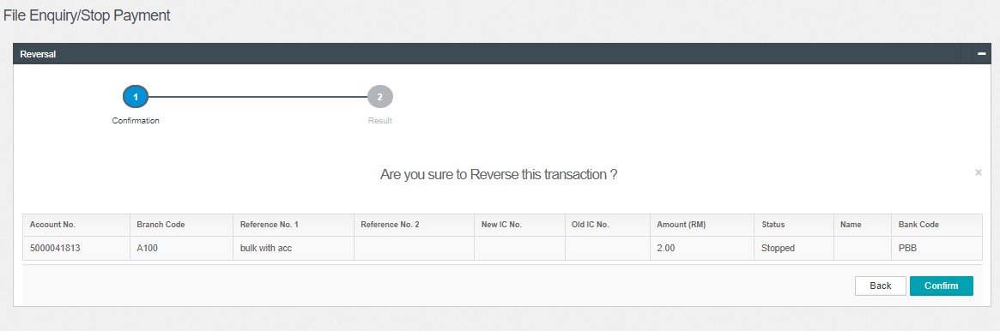 File Enquiry/Stop Payment
Reversal
1 2
Confirmation Result
Are you sure to Reverse this transaction ?
×
Account No. Branch Code Reference No. 1 Reference No. 2 New IC No. Old IC No. Amount (RM) Status Name Bank Code
5000041813 A100 bulk with acc 2.00 Stopped PBB
Back Confirm